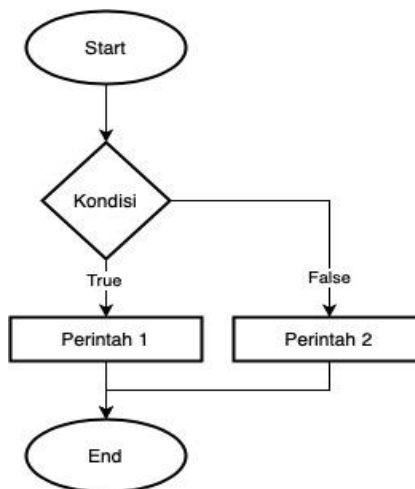 Start
Kondisi
True
False
Perintah 1
Perintah 2
End